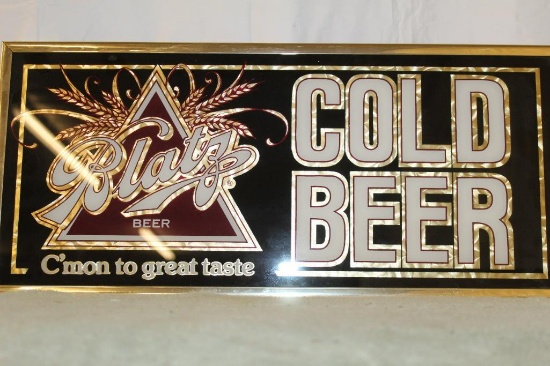 Blatz®
BEER
C'mon to great taste
COLD
BEER